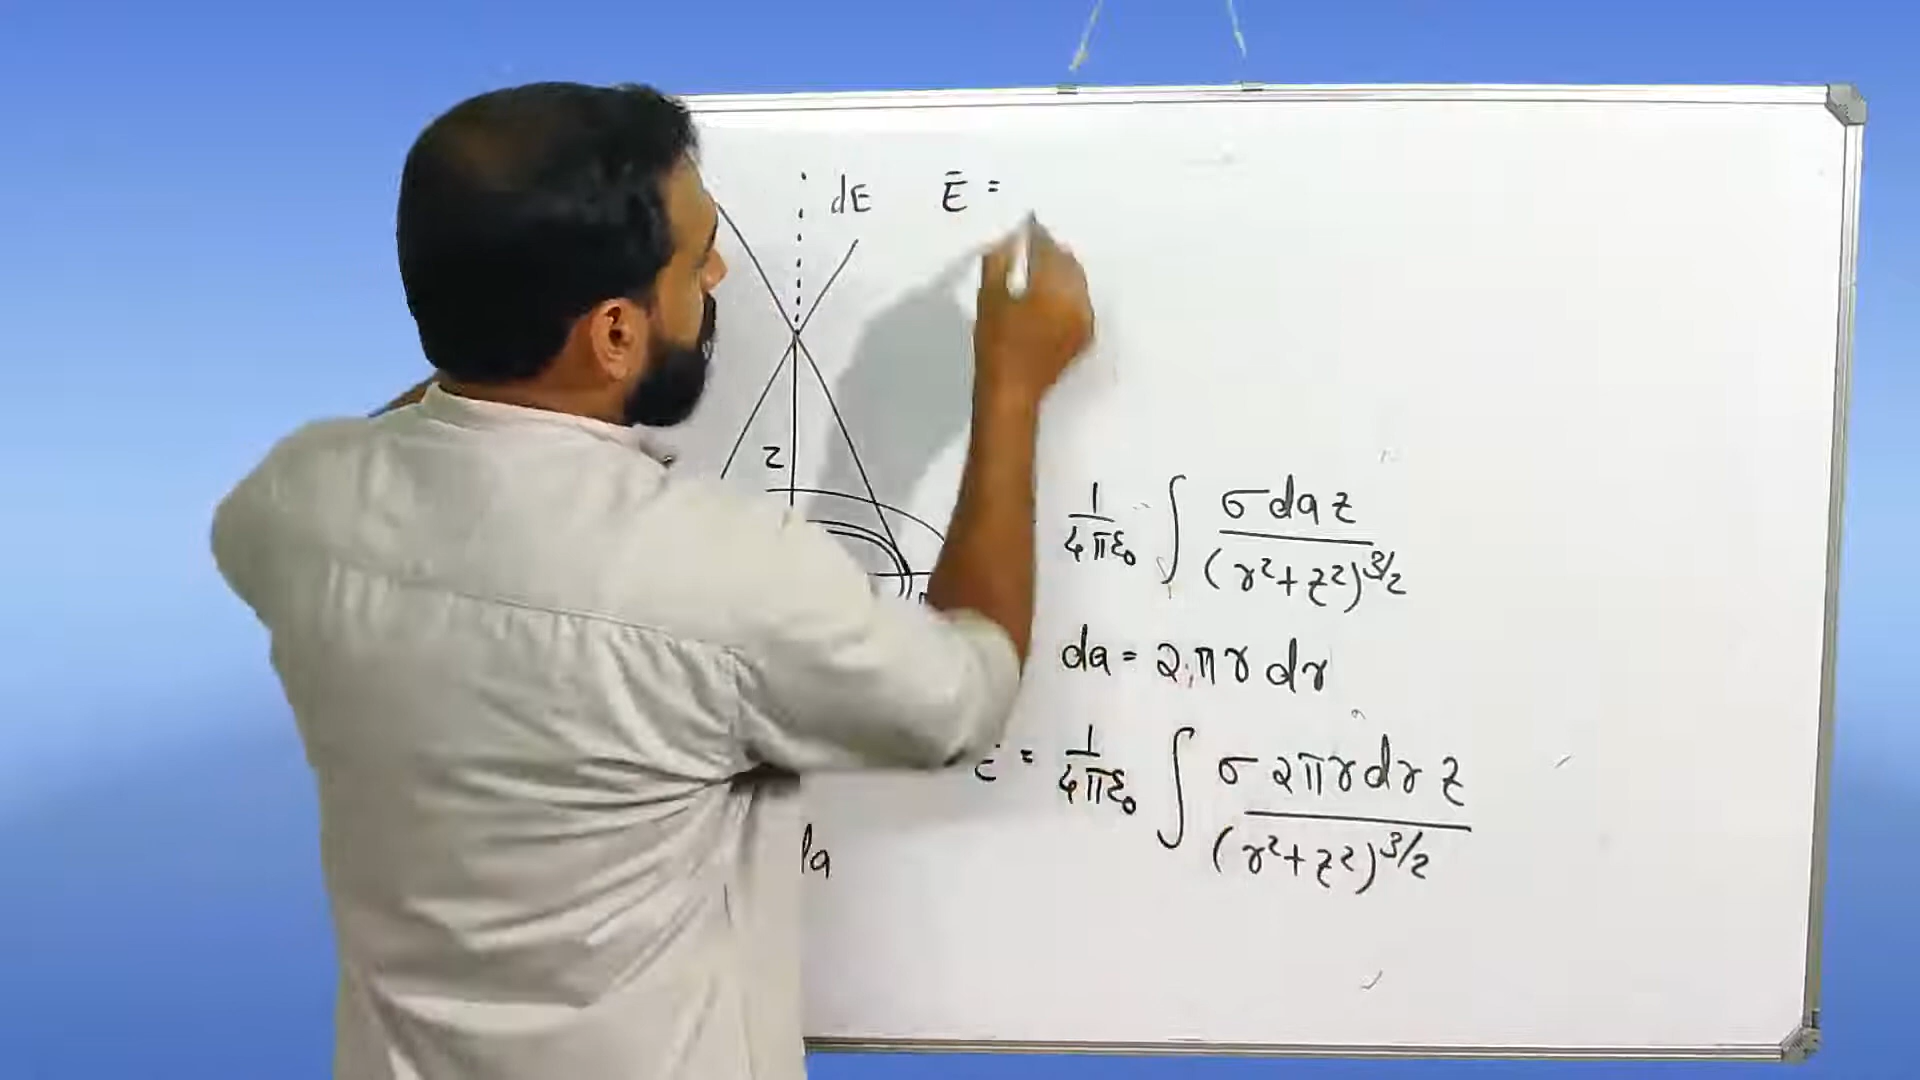 dE
Ē =
z
1/4πε₀ ∫ σ da z / (r²+z²)^3/2
da = 2πr dr
E = 1/4πε₀ ∫ σ 2πr dr z / (r²+z²)^3/2